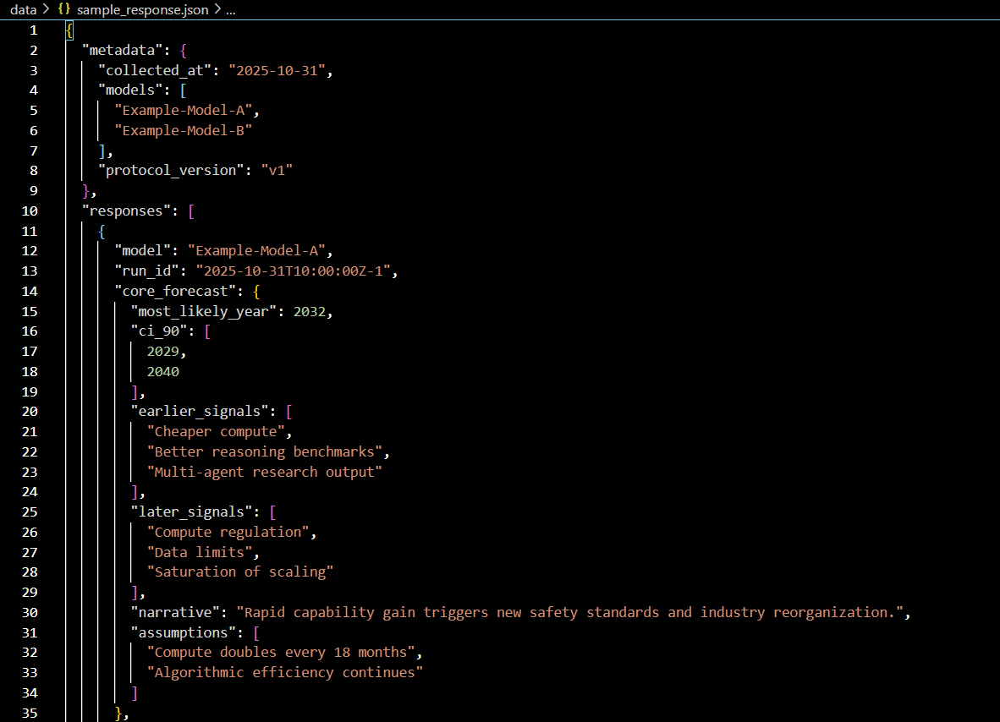 data > {} sample_response.json > ...
1 {
2 "metadata": {
3 "collected_at": "2025-10-31",
4 "models": [
5 "Example-Model-A",
6 "Example-Model-B"
7 ],
8 "protocol_version": "v1"
9 },
10 "responses": [
11 {
12 "model": "Example-Model-A",
13 "run_id": "2025-10-31T10:00:00Z-1",
14 "core_forecast": {
15 "most_likely_year": 2032,
16 "ci_90": [
17 2029,
18 2040
19 ],
20 "earlier_signals": [
21 "Cheaper compute",
22 "Better reasoning benchmarks",
23 "Multi-agent research output"
24 ],
25 "later_signals": [
26 "Compute regulation",
27 "Data limits",
28 "Saturation of scaling"
29 ],
30 "narrative": "Rapid capability gain triggers new safety standards and industry reorganization.",
31 "assumptions": [
32 "Compute doubles every 18 months",
33 "Algorithmic efficiency continues"
34 ]
35 },